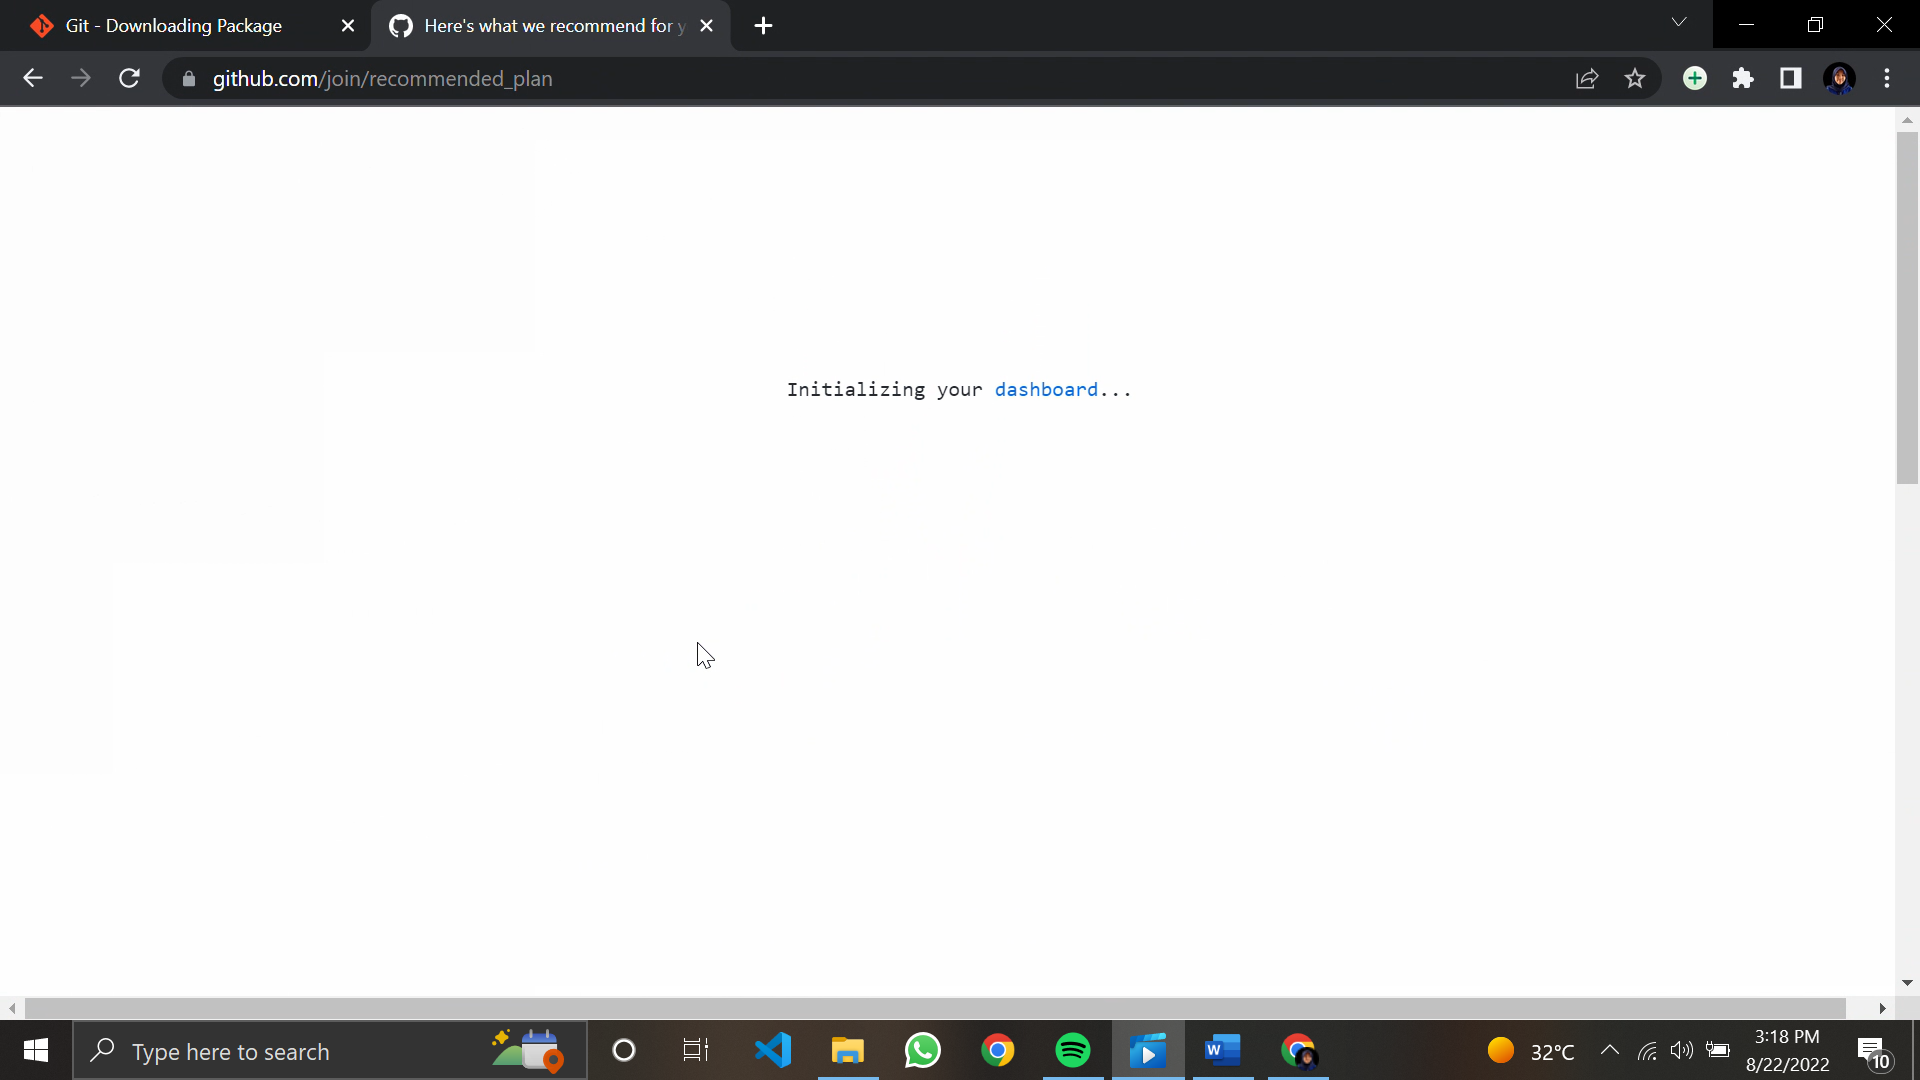 Git - Downloading Package
Here's what we recommend for y
github.com/join/recommended_plan
Initializing your dashboard...
Type here to search
W
32°C
3:18 PM
8/22/2022
10